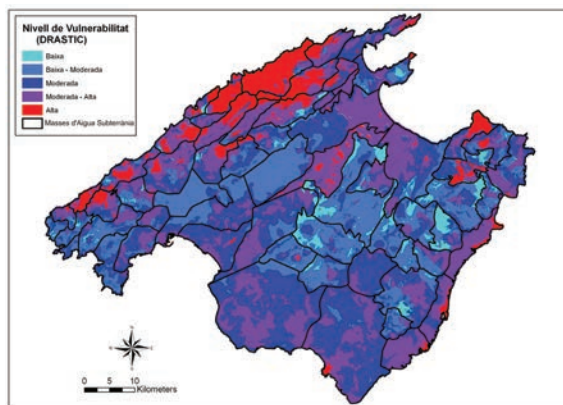 Nivell de Vulnerabilitat
(DRASTIC)
Baixa
Baixa - Moderada
Moderada
Moderada - Alta
Alta
Masses d'Aigua Subterrània
N
0 5 10
Kilometers